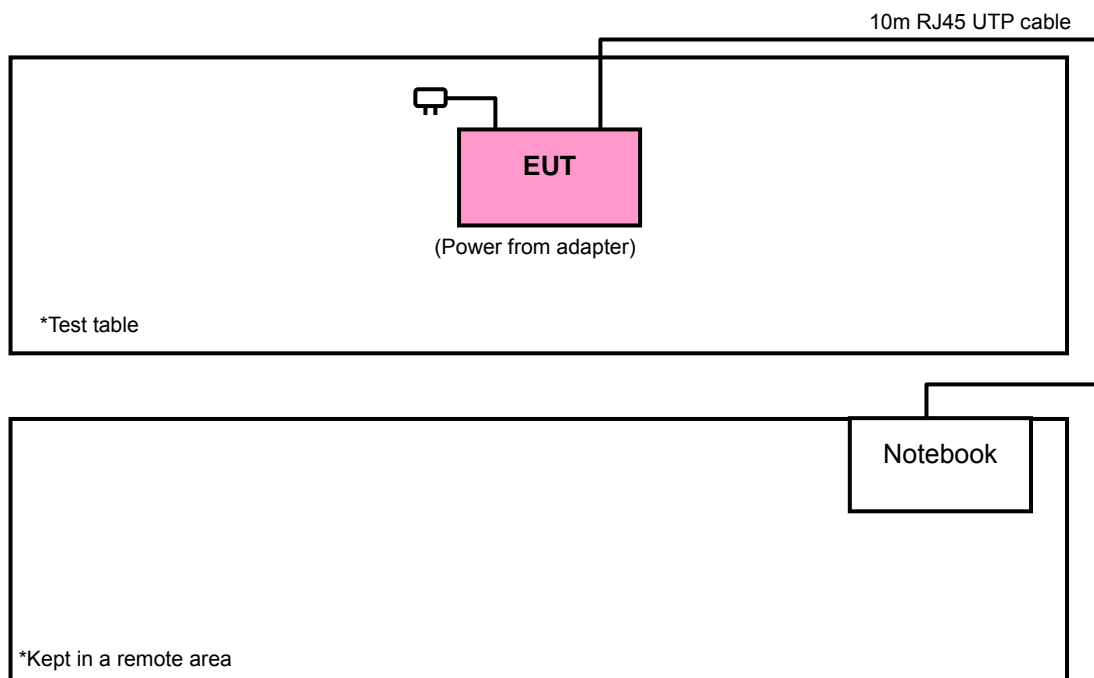 10m RJ45 UTP cable
EUT
(Power from adapter)
*Test table
Notebook
*Kept in a remote area